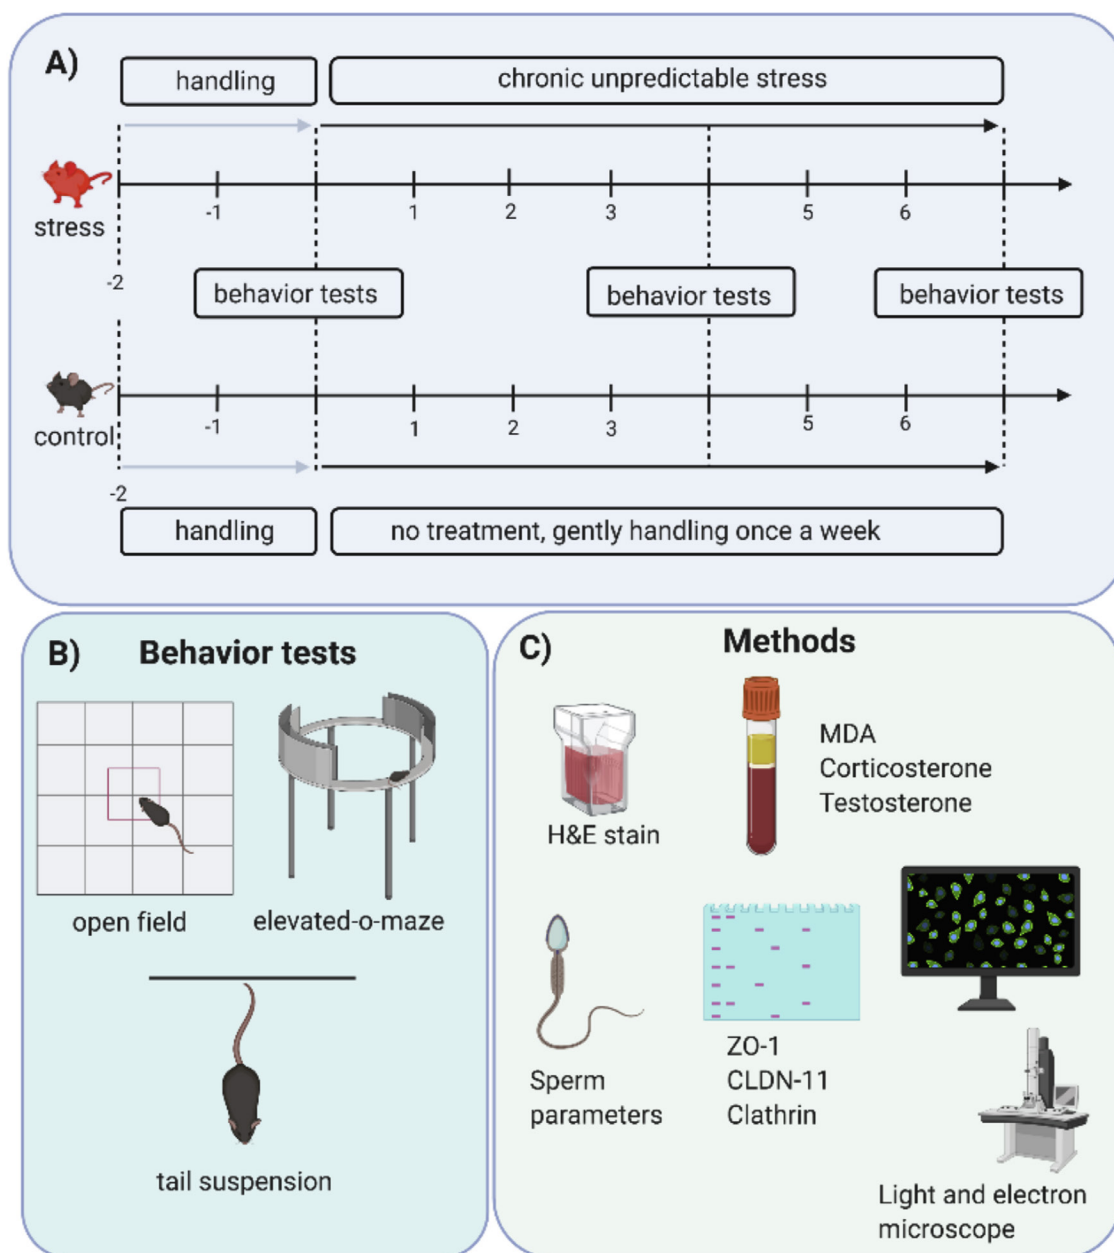 A)
handling
chronic unpredictable stress
stress
-1
1
2
3
5
6
-2
behavior tests
behavior tests
behavior tests
control
-1
1
2
3
5
6
-2
handling
no treatment, gently handling once a week
B)
Behavior tests
open field
elevated-o-maze
tail suspension
C)
Methods
H&E stain
MDA
Corticosterone
Testosterone
Sperm
parameters
ZO-1
CLDN-11
Clathrin
Light and electron
microscope